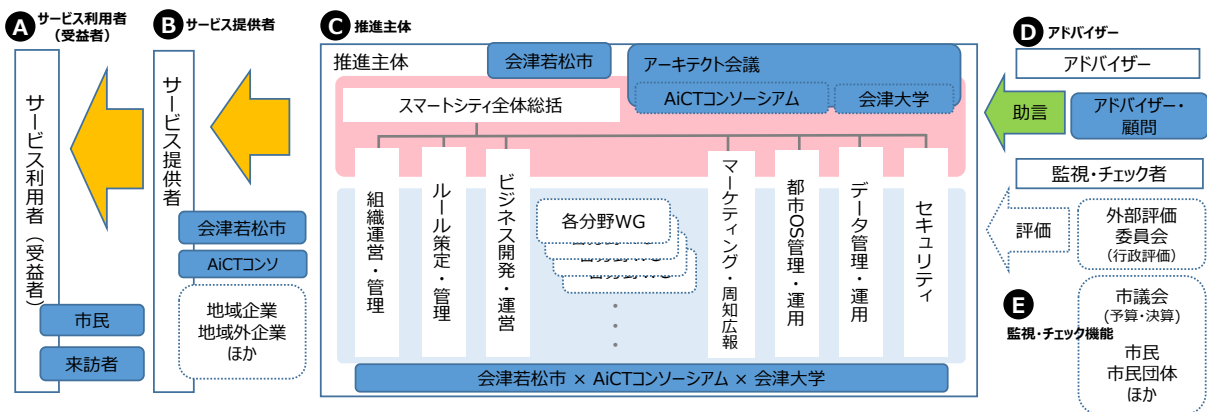 A サービス利用者
（受益者）
サービス利用者（受益者）
市民
来訪者
B サービス提供者
サービス提供者
会津若松市
AiCTコンソ
地域企業
地域外企業
ほか
C 推進主体
推進主体
会津若松市
アーキテクト会議
AiCTコンソーシアム
会津大学
スマートシティ全体総括
組織運営・管理
ルール策定・管理
ビジネス開発・運営
各分野WG
マーケティング・周知広報
都市OS管理・運用
データ管理・運用
セキュリティ
会津若松市 × AiCTコンソーシアム × 会津大学
D アドバイザー
アドバイザー
助言
アドバイザー・
顧問
監視・チェック者
評価
外部評価
委員会
（行政評価）
E
監視・チェック機能
市議会
（予算・決算）
市民
市民団体
ほか